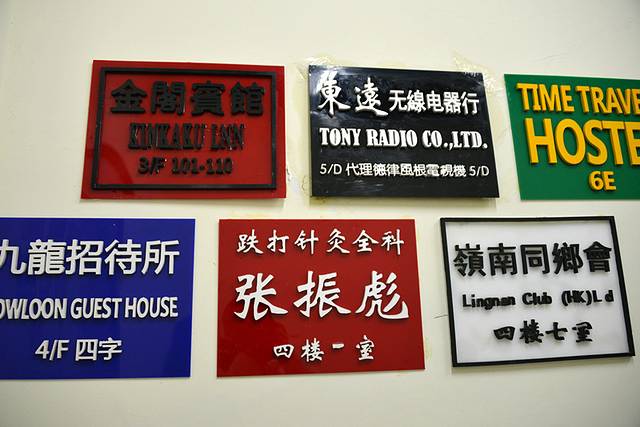 金閣賓館
KINKAKU INN
3/F 101-110
東遠无線电器行
TONY RADIO CO.,LTD.
5/D 代理德律風根電視機 5/D
TIME TRAVE
HOSTE
6E
九龍招待所
OWLOON GUEST HOUSE
4/F 四字
跌打针灸全科
张振彪
四楼一室
嶺南同鄉會
Lingnan Club (HK)L d
四楼七室